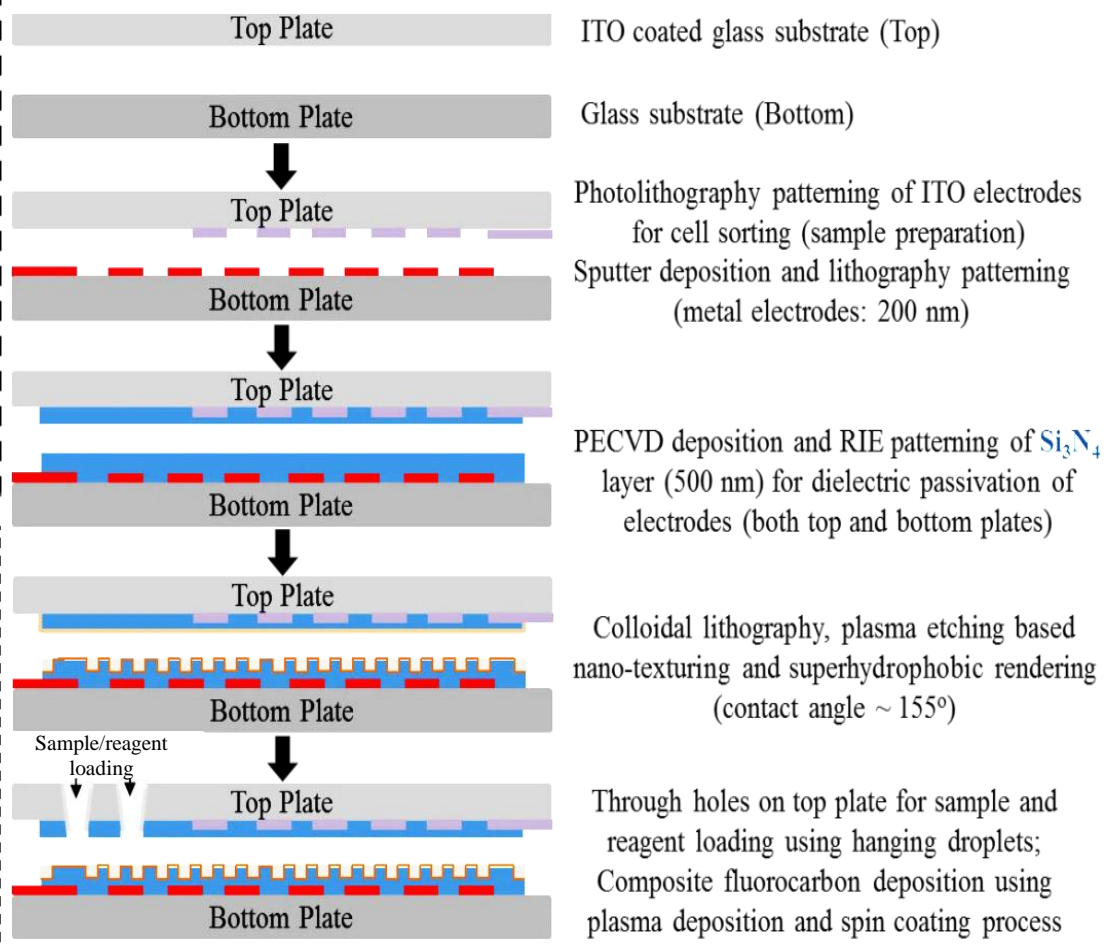 Top Plate
ITO coated glass substrate (Top)
Bottom Plate
Glass substrate (Bottom)
Top Plate
Photolithography patterning of ITO electrodes
for cell sorting (sample preparation)
Bottom Plate
Sputter deposition and lithography patterning
(metal electrodes: 200 nm)
Top Plate
Bottom Plate
PECVD deposition and RIE patterning of Si₃N₄
layer (500 nm) for dielectric passivation of
electrodes (both top and bottom plates)
Top Plate
Bottom Plate
Colloidal lithography, plasma etching based
nano-texturing and superhydrophobic rendering
(contact angle ~ 155º)
Sample/reagent
loading
Top Plate
Bottom Plate
Through holes on top plate for sample and
reagent loading using hanging droplets;
Composite fluorocarbon deposition using
plasma deposition and spin coating process